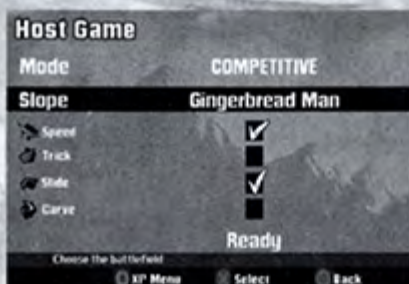 Host Game
Mode COMPETITIVE
Slope Gingerbread Man
Speed
Trick
Slide
Carve
Ready
Choose the battlefield
XP Menu Select Back